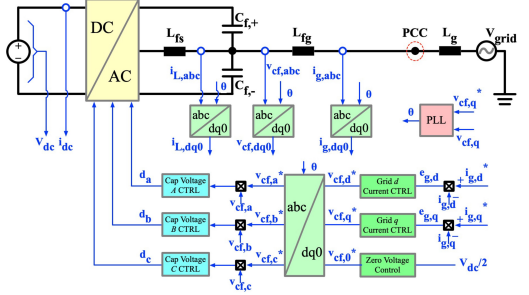 DC
AC
C_f,+
C_f,-
L_fs
L_fg
PCC
L_g
V_grid
+
−
i_L,abc
v_cf,abc
i_g,abc
θ
θ
θ
abc
dq0
abc
dq0
abc
dq0
θ
PLL
v_cf,q*
v_cf,q
V_dc
i_dc
i_L,dq0
v_cf,dq0
i_g,dq0
θ
d_a
Cap Voltage
A CTRL
v_cf,a*
v_cf,a
abc
dq0
v_cf,d*
Grid d
Current CTRL
e_g,d
+
i_g,d*
i_g,d
−
d_b
Cap Voltage
B CTRL
v_cf,b*
v_cf,b
v_cf,q*
Grid q
Current CTRL
e_g,q
+
i_g,q*
i_g,q
−
d_c
Cap Voltage
C CTRL
v_cf,c*
v_cf,c
v_cf,0*
Zero Voltage
Control
V_dc/2